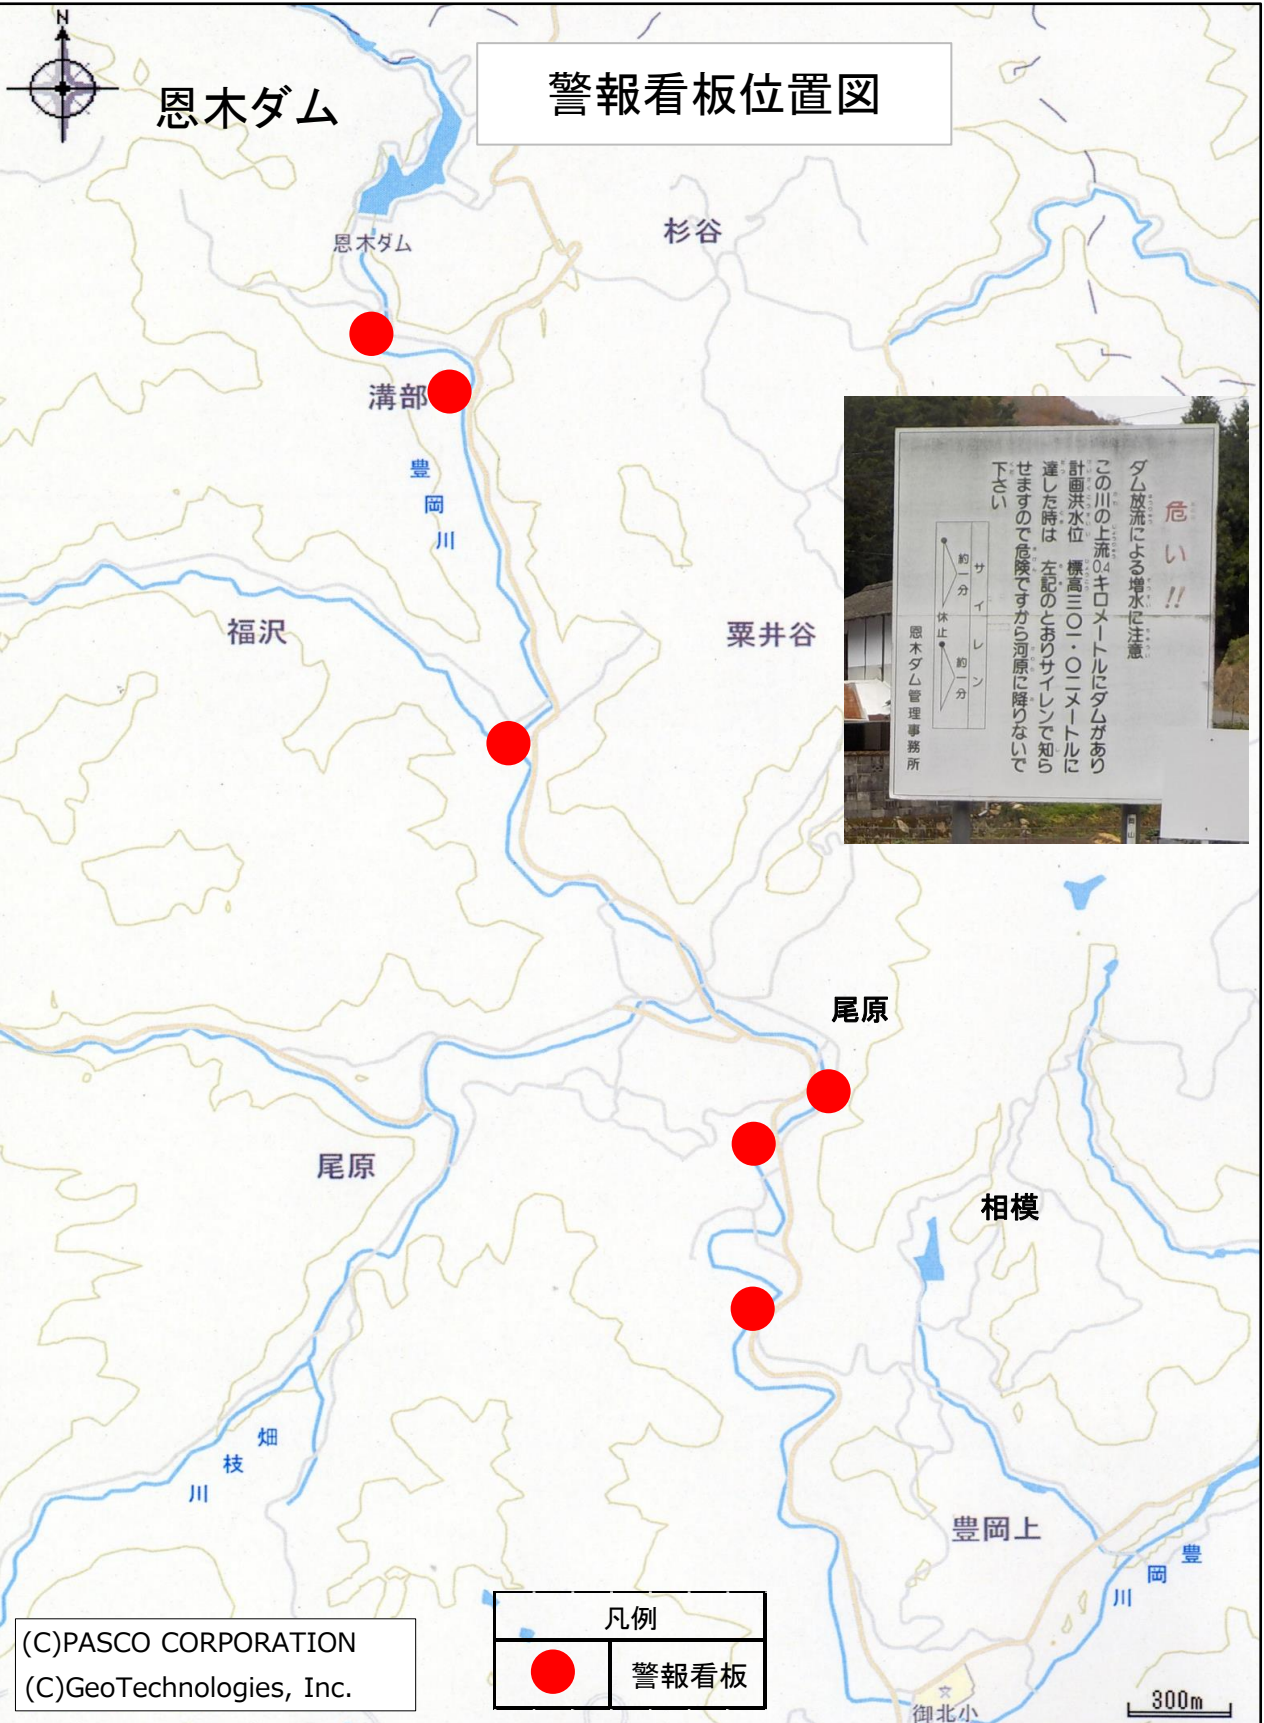 N
恩木ダム
警報看板位置図
恩木ダム
杉谷
溝部
豊岡川
福沢
粟井谷
危い!!
ダム放流による増水に注意
この川の上流0.4キロメートルにダムがあり
計画洪水位 標高三〇一・〇二メートルに
達した時は 左記のとおりサイレンで知ら
せますので危険ですから河原に降りないで
下さい
サイレン
約一分
休止
約一分
恩木ダム管理事務所
尾原
尾原
相模
畑枝川
豊岡上
豊岡川
文
御北小
300m
凡例
警報看板
(C)PASCO CORPORATION
(C)GeoTechnologies, Inc.